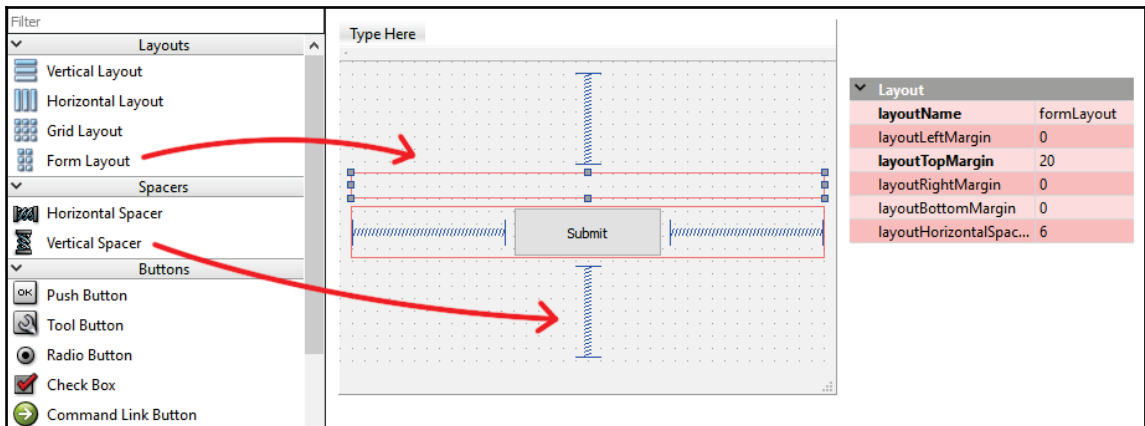 Filter
Layouts
Vertical Layout
Horizontal Layout
Grid Layout
Form Layout
Spacers
Horizontal Spacer
Vertical Spacer
Buttons
OK Push Button
Tool Button
Radio Button
Check Box
Command Link Button
Type Here
Submit
Layout
layoutName formLayout
layoutLeftMargin 0
layoutTopMargin 20
layoutRightMargin 0
layoutBottomMargin 0
layoutHorizontalSpac... 6